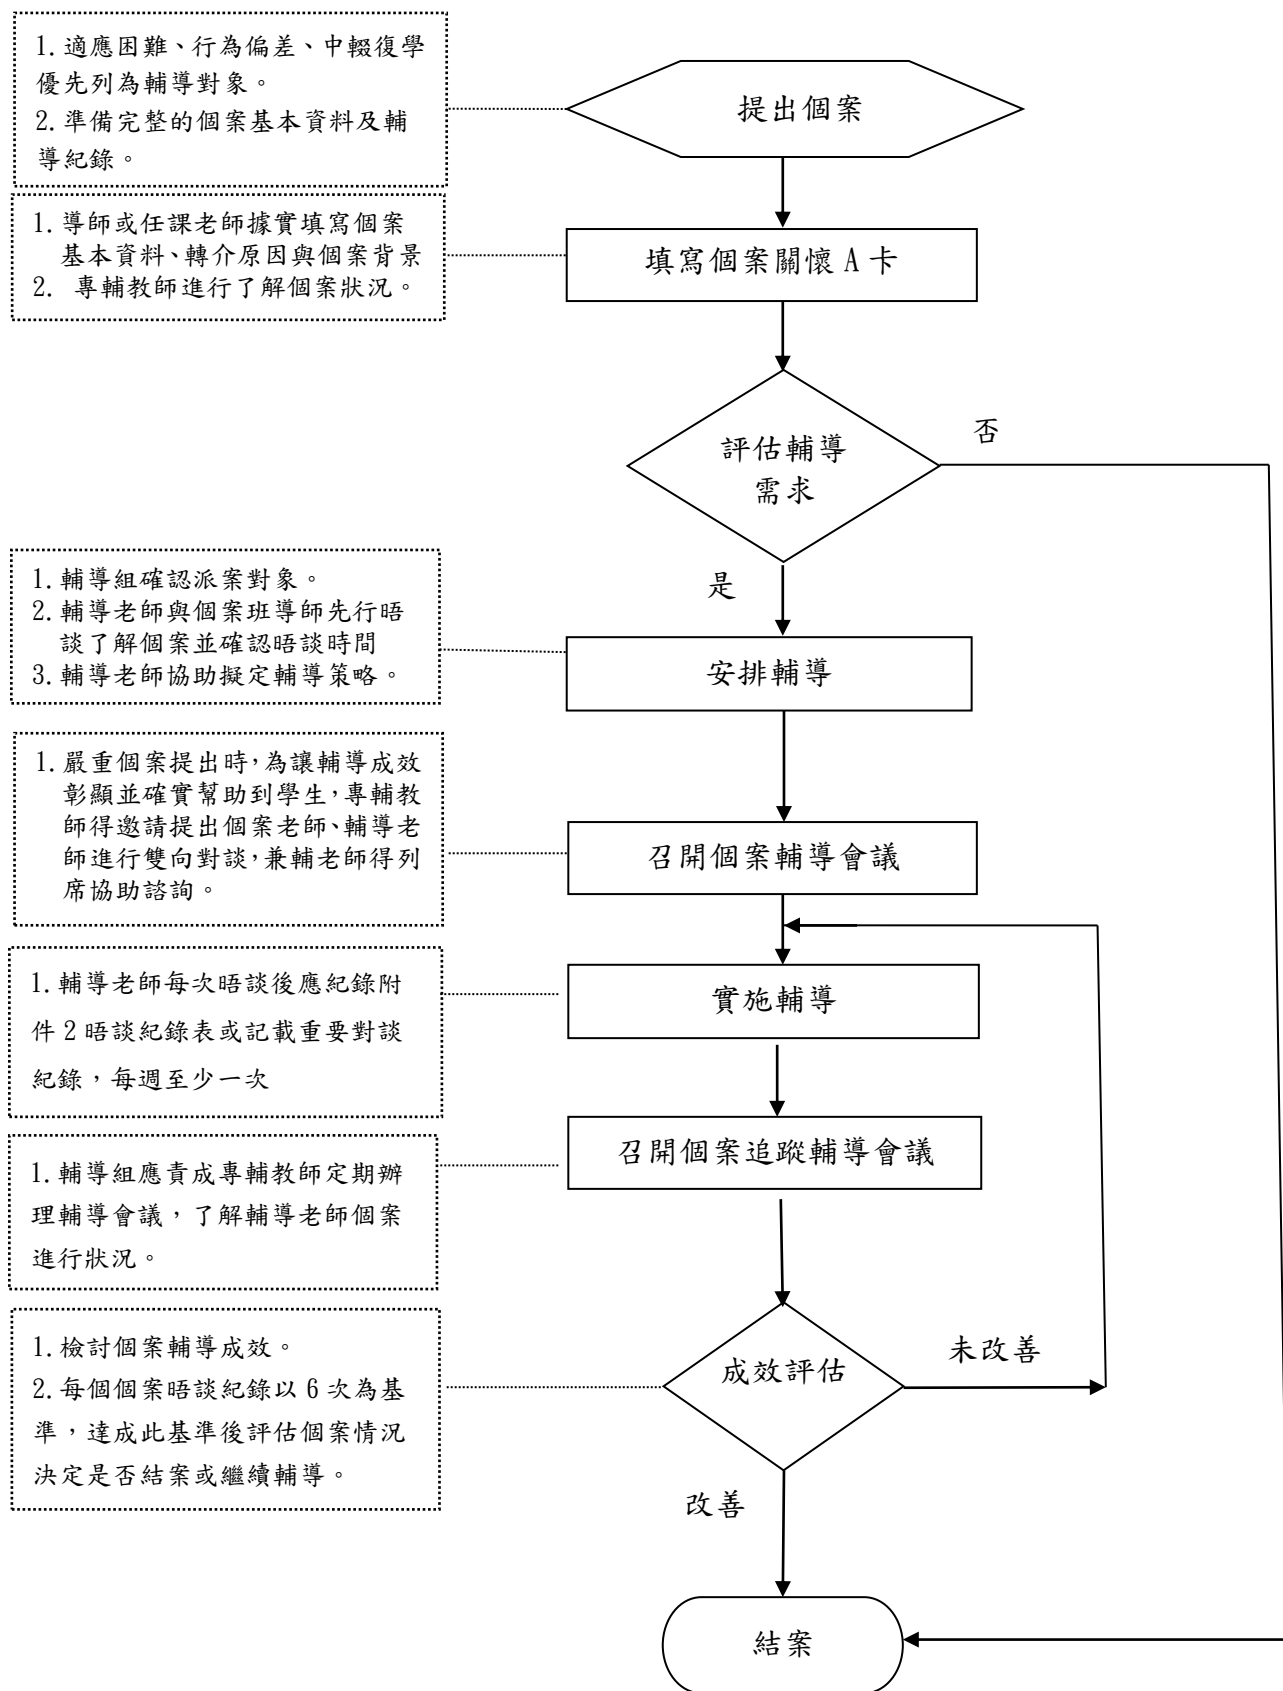 1.適應困難、行為偏差、中輟復學
優先列為輔導對象。
2.準備完整的個案基本資料及輔
導紀錄。
提出個案
1.導師或任課老師據實填寫個案
基本資料、轉介原因與個案背景
2. 專輔教師進行了解個案狀況。
填寫個案關懷 A 卡
評估輔導
需求
否
是
1.輔導組確認派案對象。
2.輔導老師與個案班導師先行晤
談了解個案並確認晤談時間
3.輔導老師協助擬定輔導策略。
安排輔導
1.嚴重個案提出時,為讓輔導成效
彰顯並確實幫助到學生,專輔教
師得邀請提出個案老師、輔導老
師進行雙向對談,兼輔老師得列
席協助諮詢。
召開個案輔導會議
1.輔導老師每次晤談後應紀錄附
件 2 晤談紀錄表或記載重要對談
紀錄,每週至少一次
實施輔導
1.輔導組應責成專輔教師定期辦
理輔導會議,了解輔導老師個案
進行狀況。
召開個案追蹤輔導會議
1.檢討個案輔導成效。
2.每個個案晤談紀錄以 6 次為基
準,達成此基準後評估個案情況
決定是否結案或繼續輔導。
成效評估
未改善
改善
結案